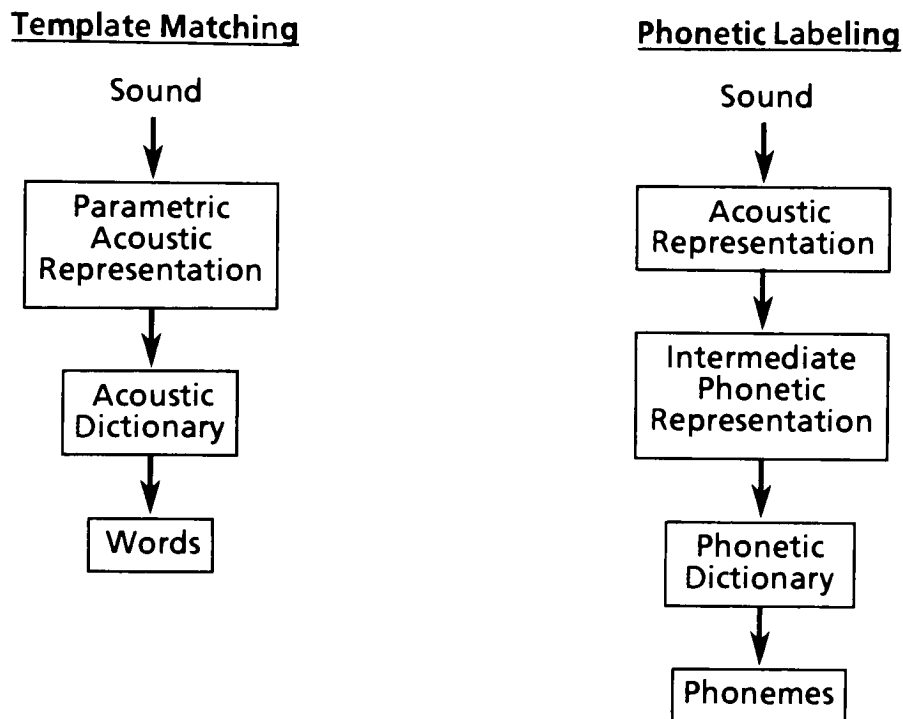 Template Matching
Sound
Parametric
Acoustic
Representation
Acoustic
Dictionary
Words
Phonetic Labeling
Sound
Acoustic
Representation
Intermediate
Phonetic
Representation
Phonetic
Dictionary
Phonemes